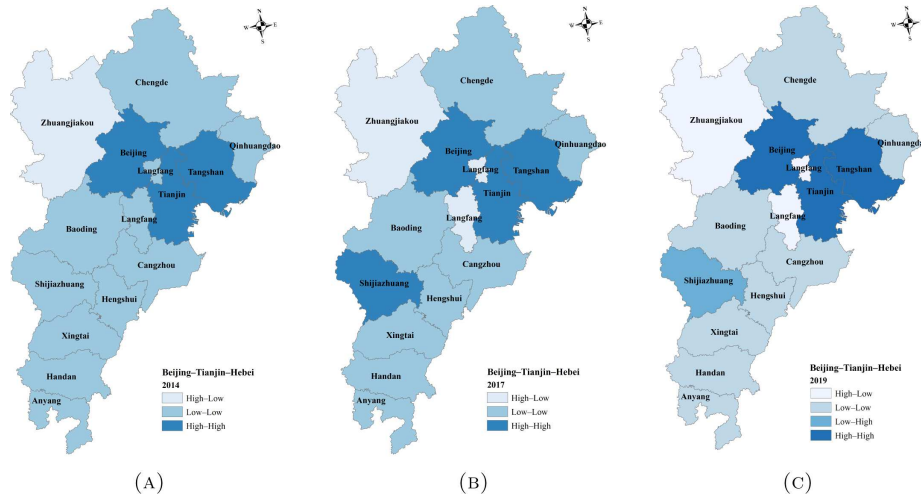 N
W E
S
Chengde
Zhuangjiakou
Qinhuangdao
Beijing
Langfang
Tangshan
Tianjin
Langfang
Baoding
Cangzhou
Shijiazhuang
Hengshui
Xingtai
Handan
Anyang
Beijing–Tianjin–Hebei
2014
High–Low
Low–Low
High–High
(A)
N
W E
S
Chengde
Zhuangjiakou
Qinhuangdao
Beijing
Langfang
Tangshan
Tianjin
Langfang
Baoding
Cangzhou
Shijiazhuang
Hengshui
Xingtai
Handan
Anyang
Beijing–Tianjin–Hebei
2017
High–Low
Low–Low
High–High
(B)
N
W E
S
Chengde
Zhuangjiakou
Qinhuangda
Beijing
Langfang
Tangshan
Tianjin
Langfang
Baoding
Cangzhou
Shijiazhuang
Hengshui
Xingtai
Handan
Anyang
Beijing–Tianjin–Hebei
2019
High–Low
Low–Low
Low–High
High–High
(C)